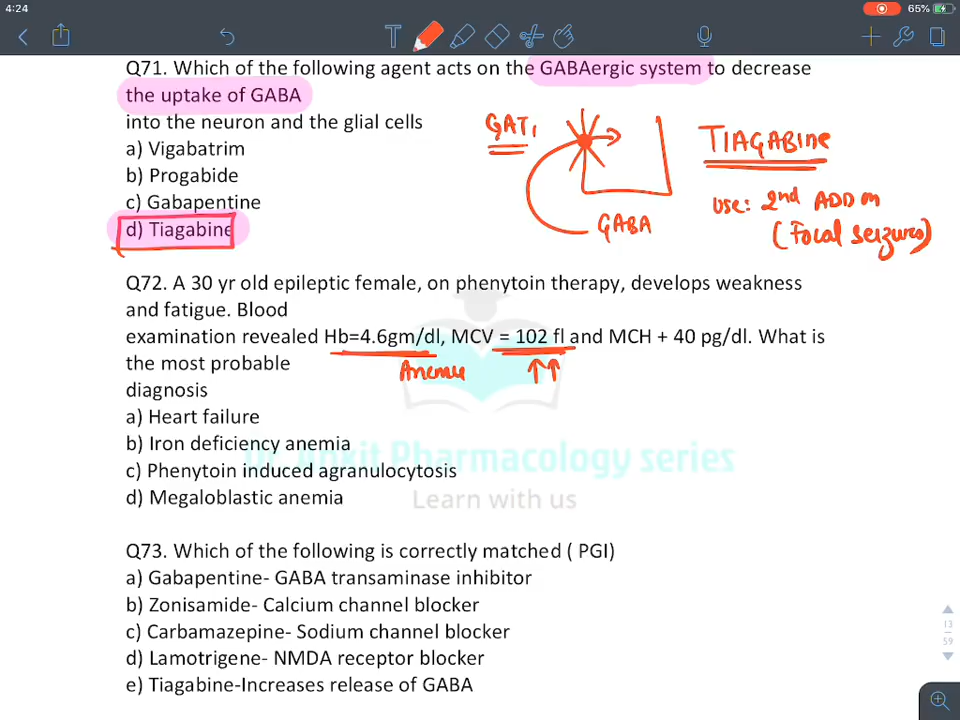 4:24
65%
Q71. Which of the following agent acts on the GABAergic system to decrease
the uptake of GABA
into the neuron and the glial cells
a) Vigabatrim
b) Progabide
c) Gabapentine
d) Tiagabine
GAT1
GABA
TIAGABINE
Use: 2nd ADD on
(Focal seizures)
Q72. A 30 yr old epileptic female, on phenytoin therapy, develops weakness
and fatigue. Blood
examination revealed Hb=4.6gm/dl, MCV = 102 fl and MCH + 40 pg/dl. What is
the most probable
Anemia ↑↑
diagnosis
a) Heart failure
b) Iron deficiency anemia
c) Phenytoin induced agranulocytosis
d) Megaloblastic anemia
Pharmacology series
Learn with us
Q73. Which of the following is correctly matched ( PGI)
a) Gabapentine- GABA transaminase inhibitor
b) Zonisamide- Calcium channel blocker
c) Carbamazepine- Sodium channel blocker
d) Lamotrigene- NMDA receptor blocker
e) Tiagabine-Increases release of GABA
13
59